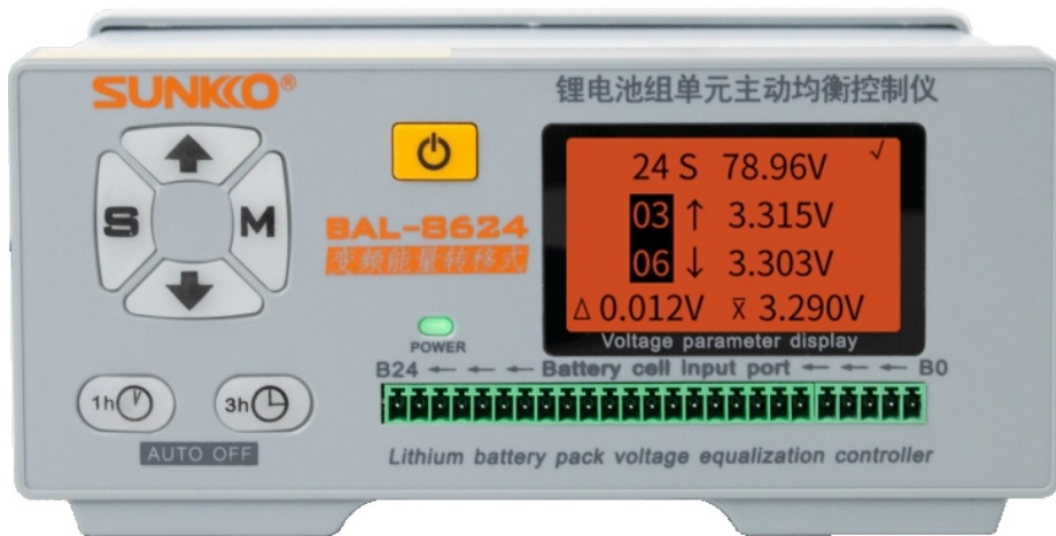 SUNKKO®
锂电池组单元主动均衡控制仪
24 S 78.96V √
03 ↑ 3.315V
06 ↓ 3.303V
Δ 0.012V x̄ 3.290V
Voltage parameter display
S
M
BAL-8624
变频能量转移式
POWER
B24 ← ← ← Battery cell input port ← ← ← B0
1h
3h
AUTO OFF
Lithium battery pack voltage equalization controller